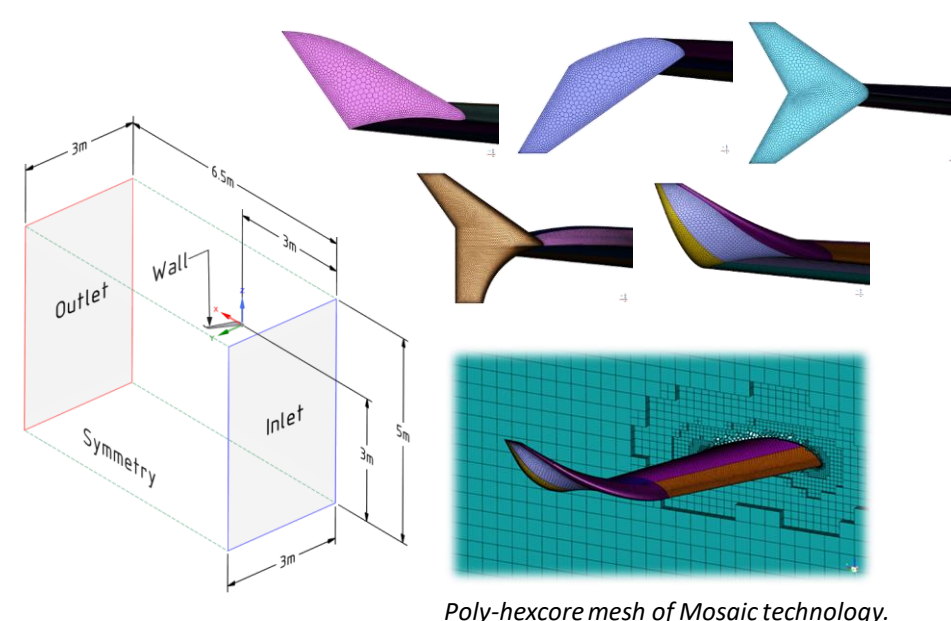 3m
6.5m
3m
Wall
Outlet
z
x
Y
Inlet
5m
3m
Symmetry
3m
Poly-hexcore mesh of Mosaic technology.